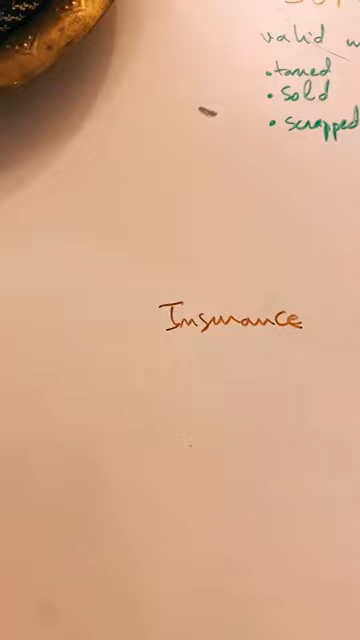 valid
• taxed
• sold
• scrapped
Insurance